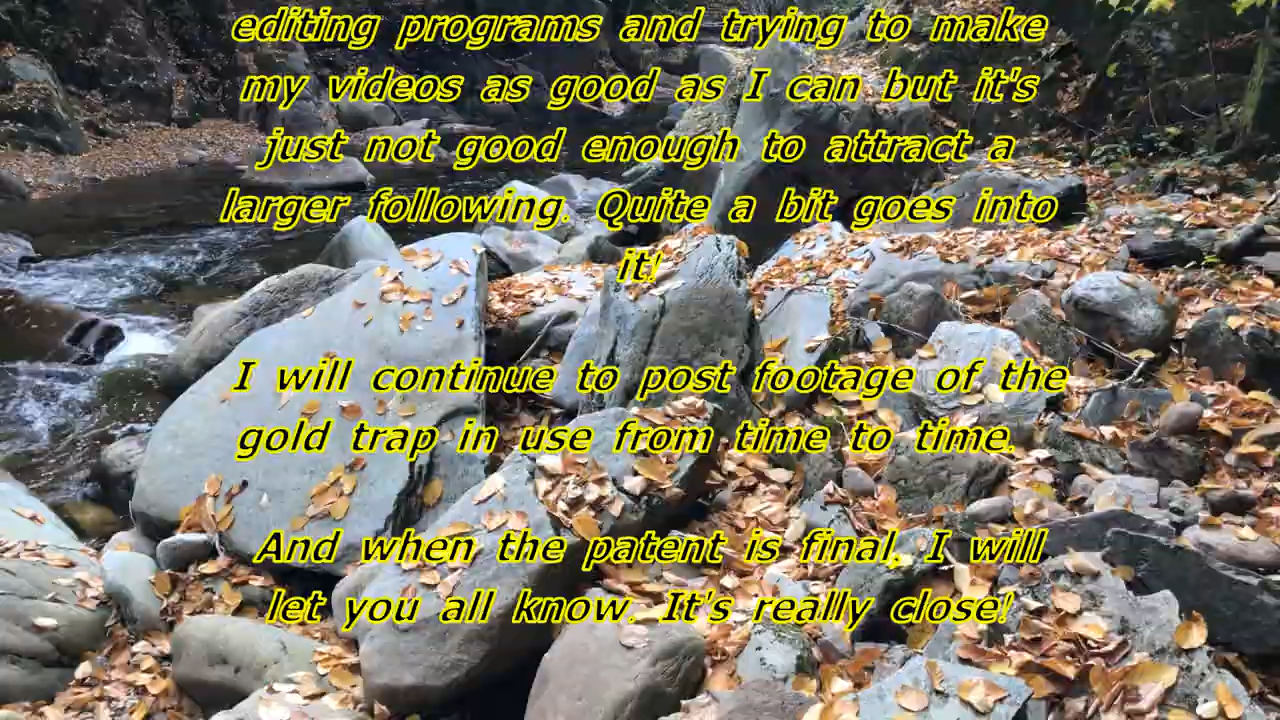 editing programs and trying to make
my videos as good as I can but it's
just not good enough to attract a
larger following. Quite a bit goes into
it!
I will continue to post footage of the
gold trap in use from time to time.
And when the patent is final, I will
let you all know. It's really close!